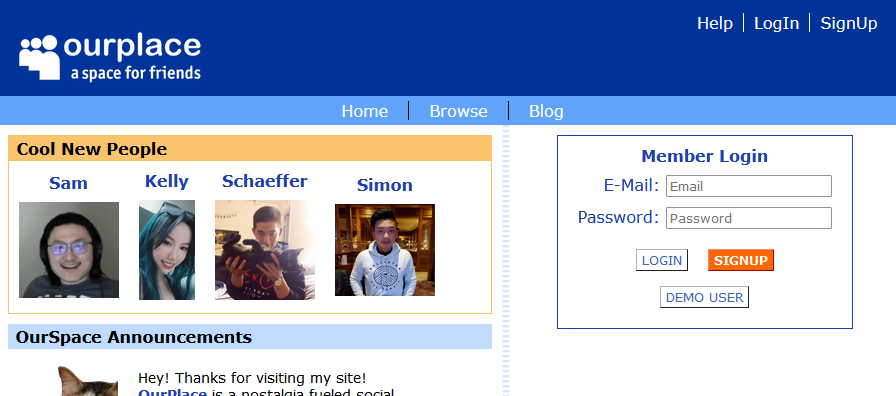 Help LogIn SignUp
ourplace
a space for friends
Home Browse Blog
Cool New People
Sam Kelly Schaeffer Simon
Member Login
E-Mail: Email
Password: Password
LOGIN SIGNUP
DEMO USER
OurSpace Announcements
Hey! Thanks for visiting my site!
OurPlace is a nostalgia fueled social